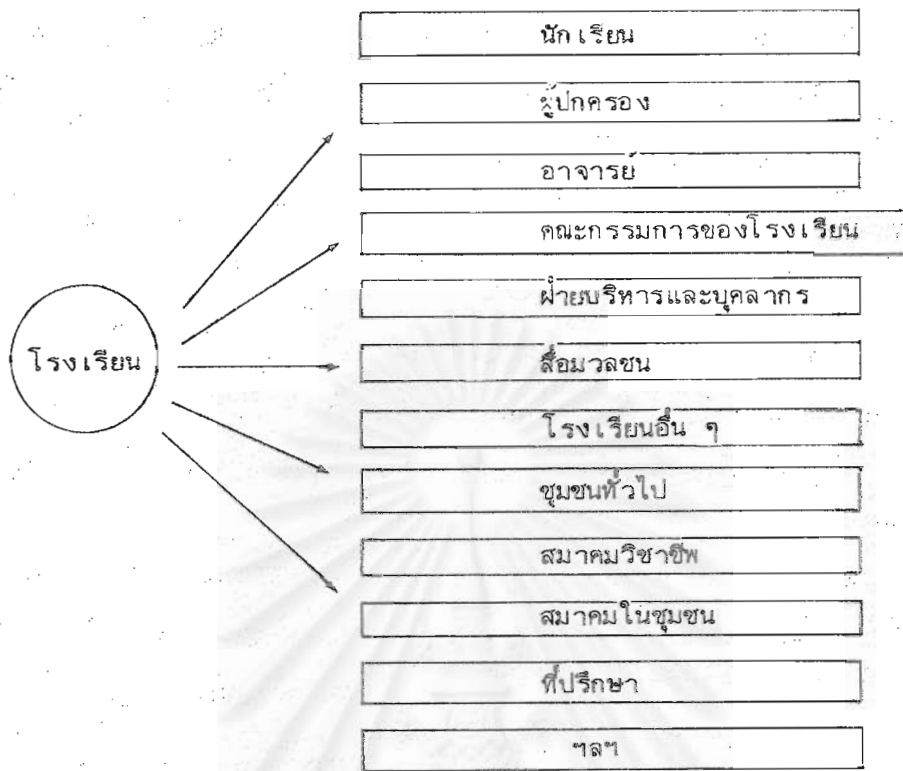 นักเรียน
ผู้ปกครอง
อาจารย์
คณะกรรมการของโรงเรียน
ฝ่ายบริหารและบุคลากร
โรงเรียน
สื่อมวลชน
โรงเรียนอื่น ๆ
ชุมชนทั่วไป
สมาคมวิชาชีพ
สมาคมในชุมชน
ที่ปรึกษา
ฯลฯ